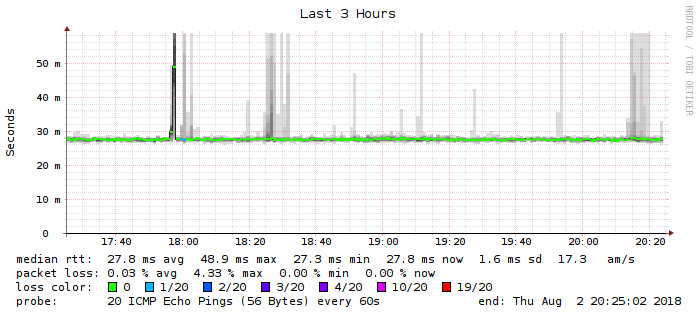 Last 3 Hours
RRDTOOL / TOBI OETIKER
Seconds
50 m
40 m
30 m
20 m
10 m
0
17:40 18:00 18:20 18:40 19:00 19:20 19:40 20:00 20:20
median rtt: 27.8 ms avg 48.9 ms max 27.3 ms min 27.8 ms now 1.6 ms sd 17.3 am/s
packet loss: 0.03 % avg 4.33 % max 0.00 % min 0.00 % now
loss color: 0 1/20 2/20 3/20 4/20 10/20 19/20
probe: 20 ICMP Echo Pings (56 Bytes) every 60s end: Thu Aug 2 20:25:02 2018